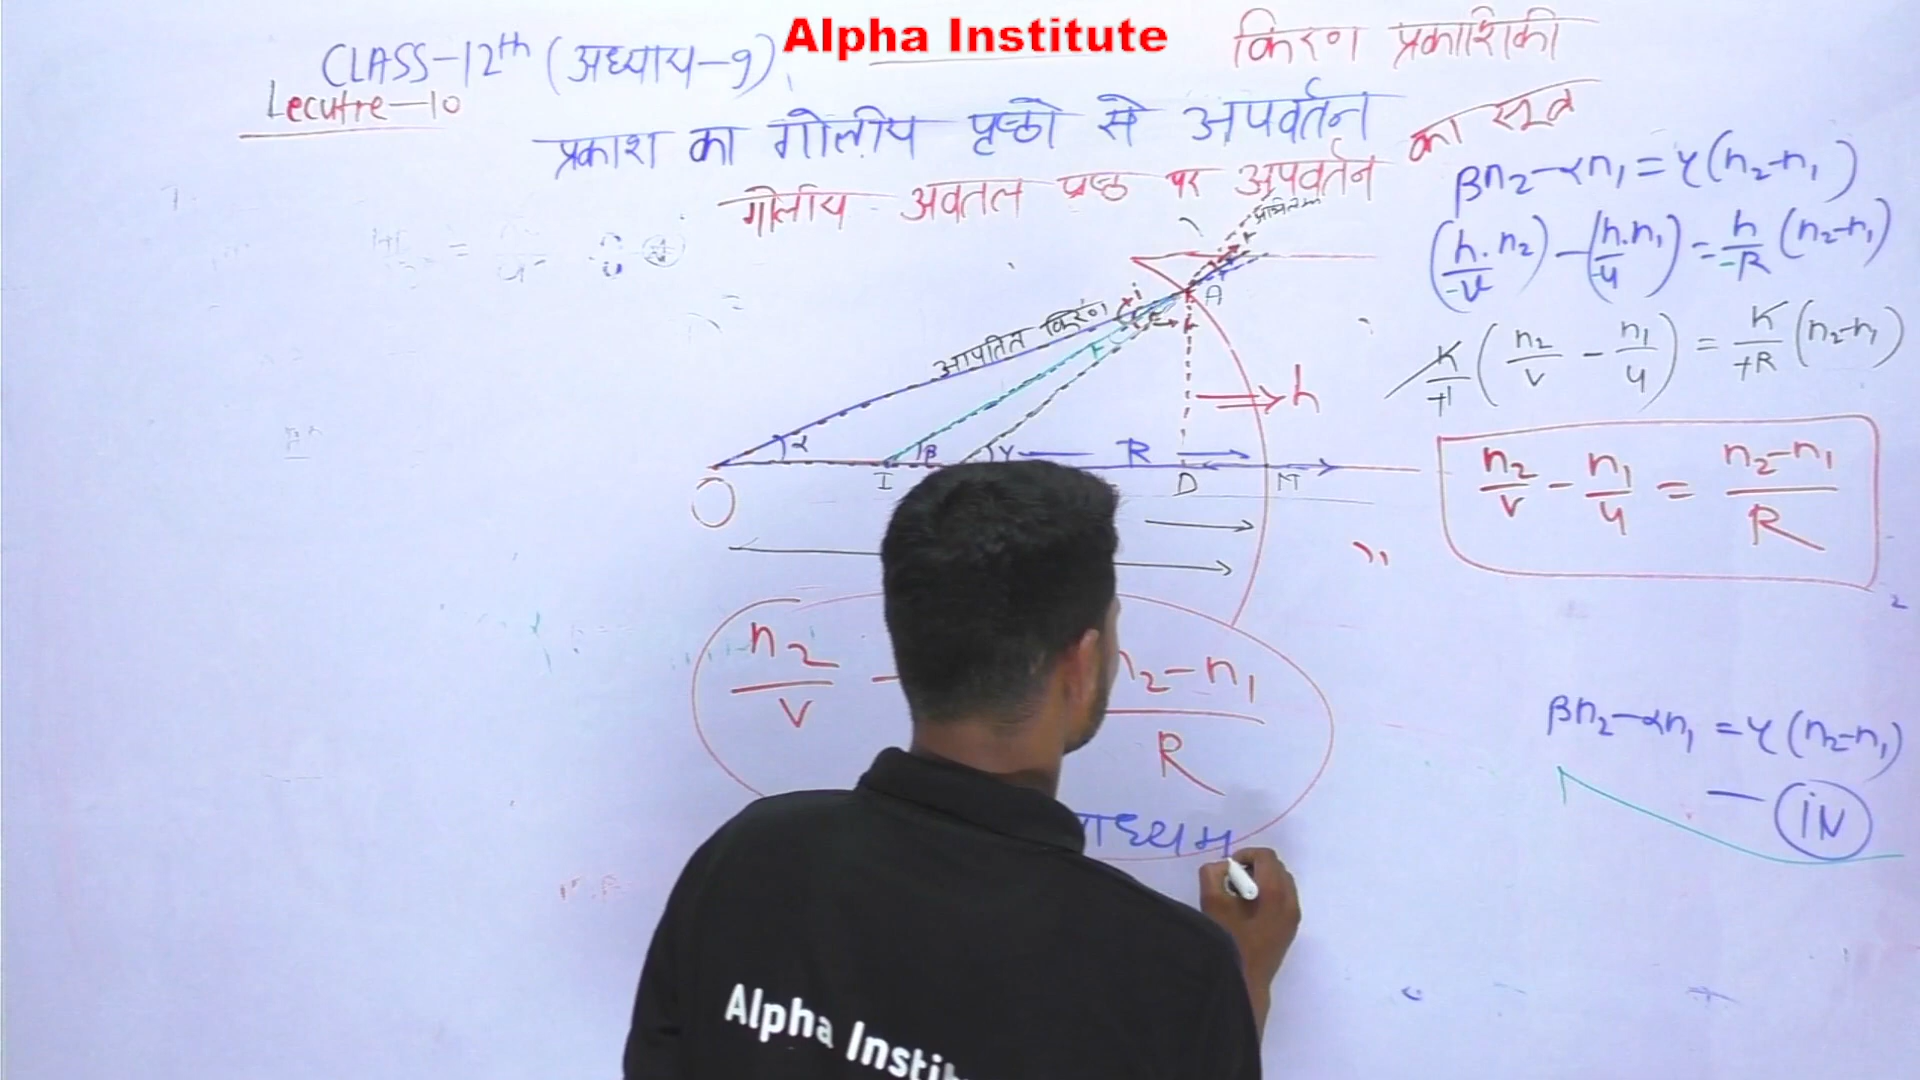 Alpha Institute
CLASS-12th (अध्याय-9)
किरण प्रकाशिकी
Lecutre-10
प्रकाश का गोलीय पृष्ठो से अपवर्तन
गोलीय अवतल प्रष्ठ पर अपवर्तन का सूत्र
βn₂-αn₁=γ(n₂-n₁)
(h/-v.n₂)-(h/-u.n₁)=h/-R(n₂-n₁)
h/+1(n₂/v-n₁/u)=h/+R(n₂-n₁)
n₂/v-n₁/u=n₂-n₁/R
आपतित किरण
i
r
A
h
α
β
γ
R
O
I
D
M
n₂/v - n₂-n₁/R
βn₂-αn₁=γ(n₂-n₁)
-(iv)
ाध्यम
Alpha Instit